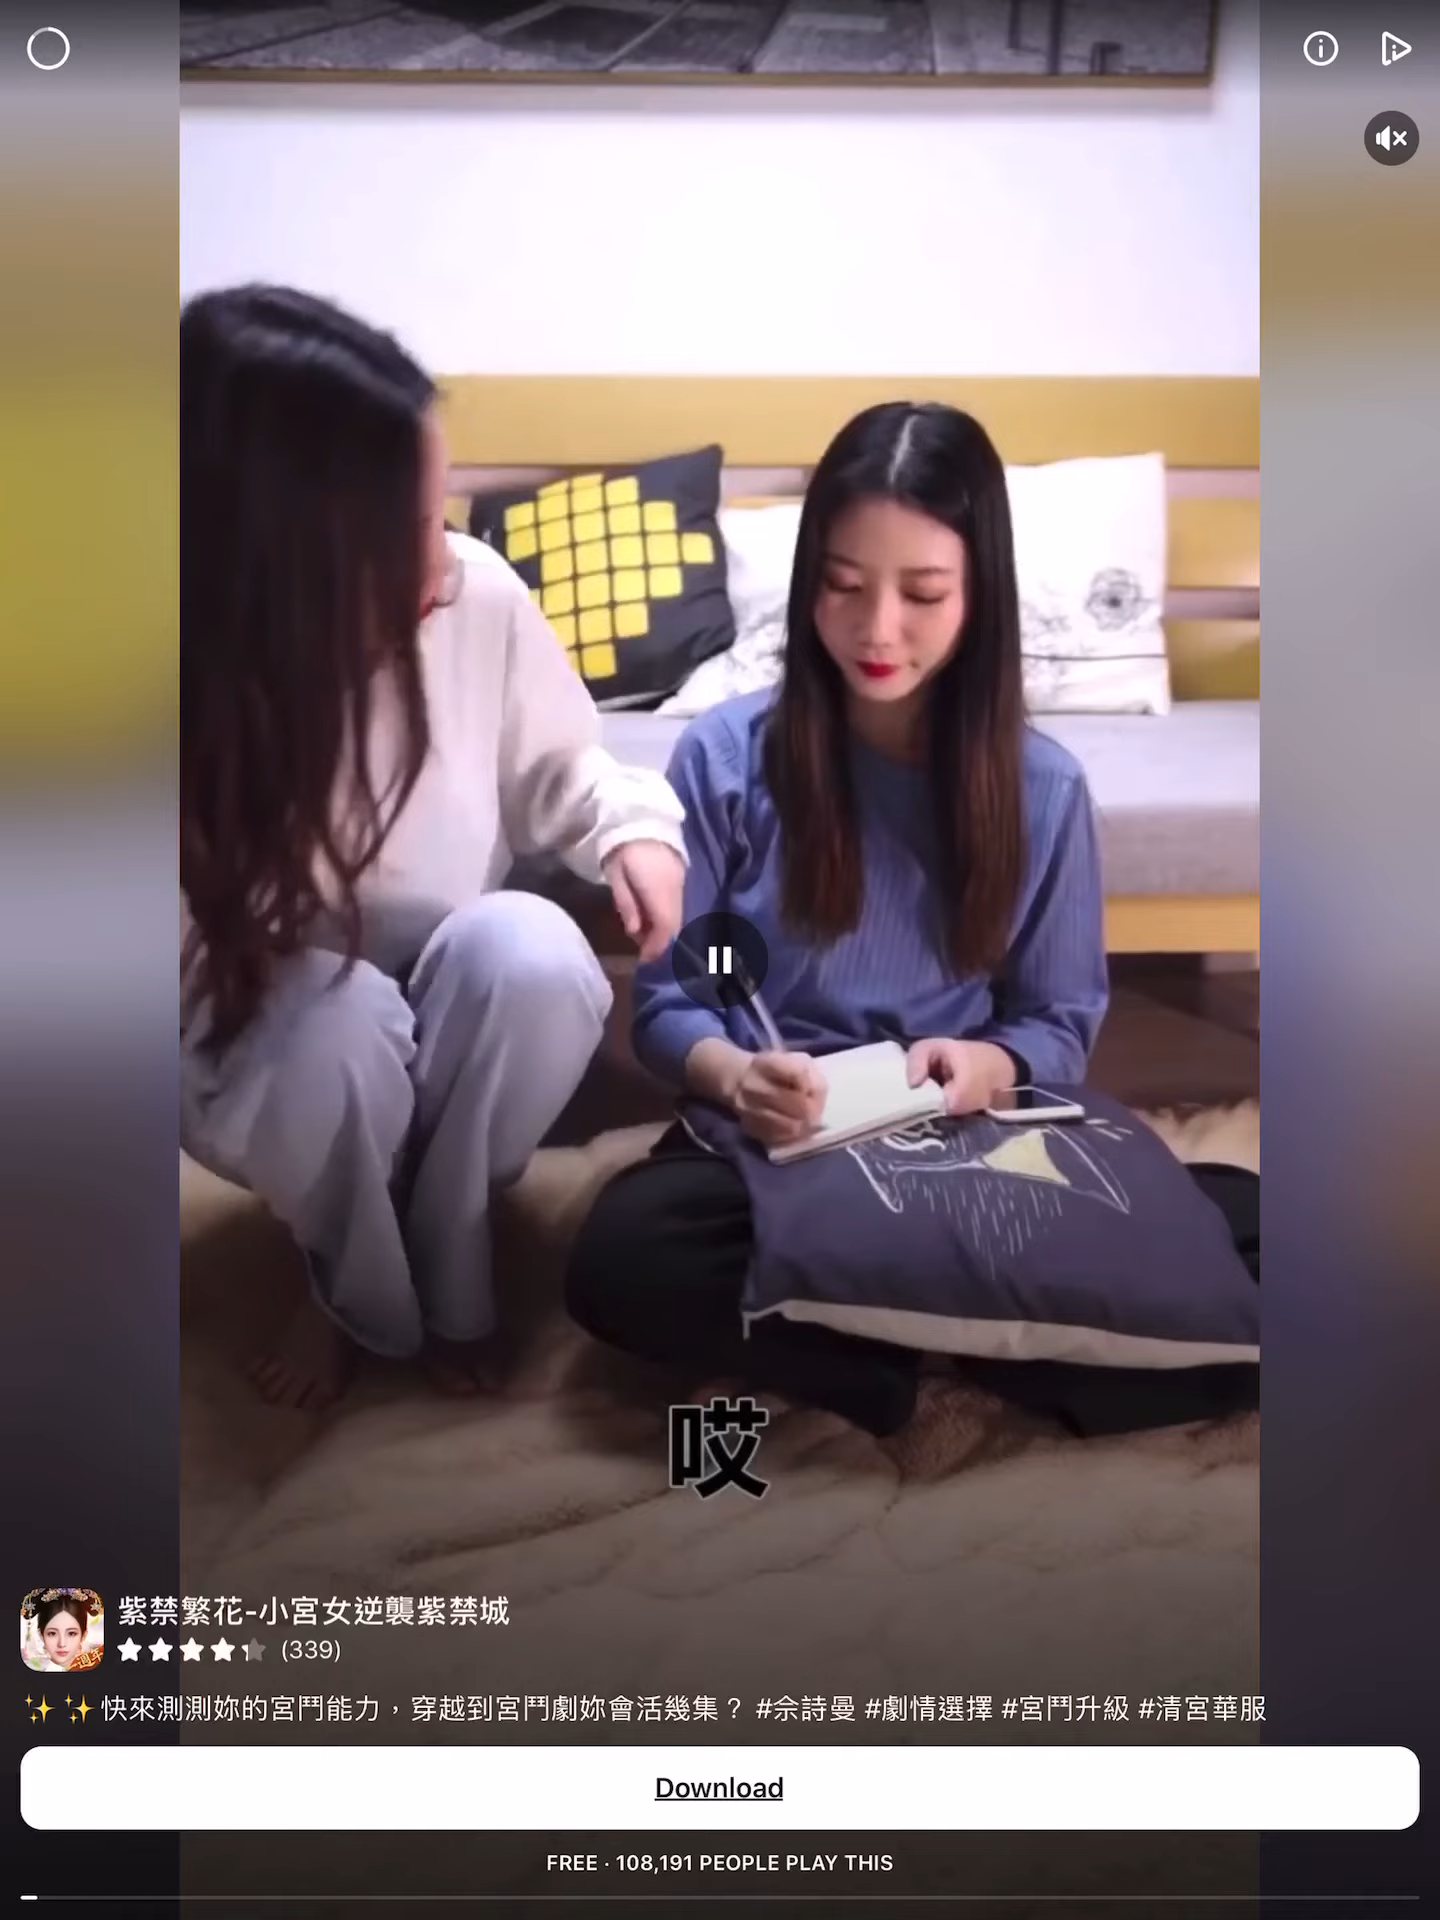 哎
紫禁繁花-小宮女逆襲紫禁城
(339)
✨✨快來測測妳的宮鬥能力，穿越到宮鬥劇妳會活幾集？ #佘詩曼 #劇情選擇 #宮鬥升級 #清宮華服
Download
FREE · 108,191 PEOPLE PLAY THIS